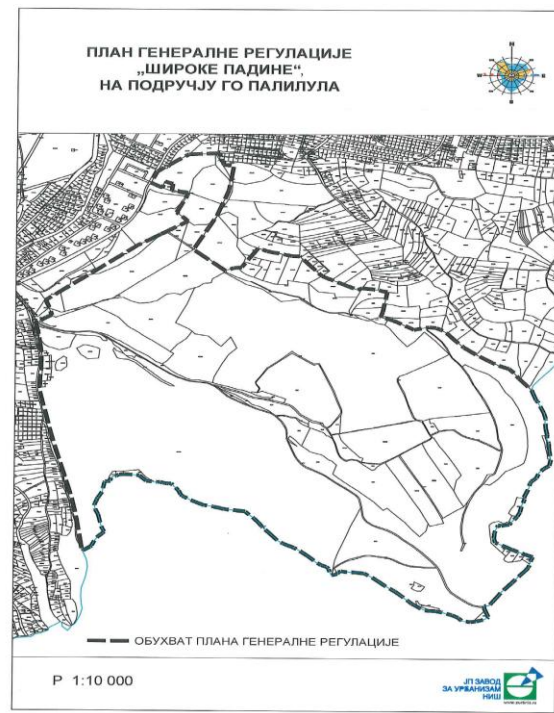 ПЛАН ГЕНЕРАЛНЕ РЕГУЛАЦИЈЕ
„ШИРОКЕ ПАДИНЕ“,
НА ПОДРУЧЈУ ГО ПАЛИЛУЛА
ОБУХВАТ ПЛАНА ГЕНЕРАЛНЕ РЕГУЛАЦИЈЕ
Р 1:10 000
ЈП ЗАВОД
ЗА УРБАНИЗАМ
НИШ